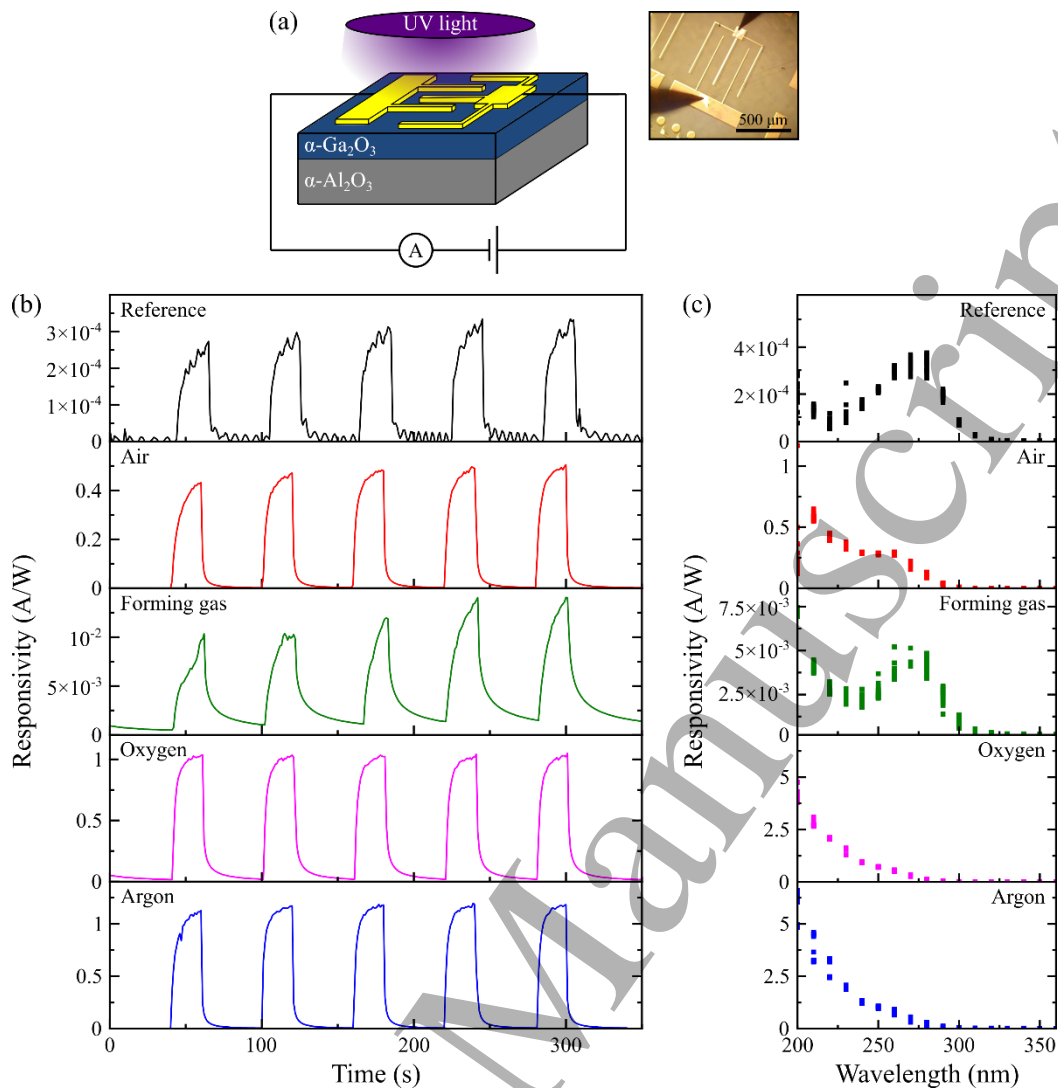 (a)
UV light
α-Ga₂O₃
α-Al₂O₃
A
500 μm
(b)
Responsivity (A/W)
Reference
3×10⁻⁴
2×10⁻⁴
1×10⁻⁴
0
Air
0.4
0.2
0
Forming gas
10⁻²
5×10⁻³
0
Oxygen
1
0.5
0
Argon
1
0.5
0
0 100 200 300
Time (s)
(c)
Responsivity (A/W)
Reference
4×10⁻⁴
2×10⁻⁴
0
Air
1
0.5
0
Forming gas
7.5×10⁻³
5×10⁻³
2.5×10⁻³
0
Oxygen
5
2.5
0
Argon
5
2.5
0
200 250 300 350
Wavelength (nm)
Manuscrip